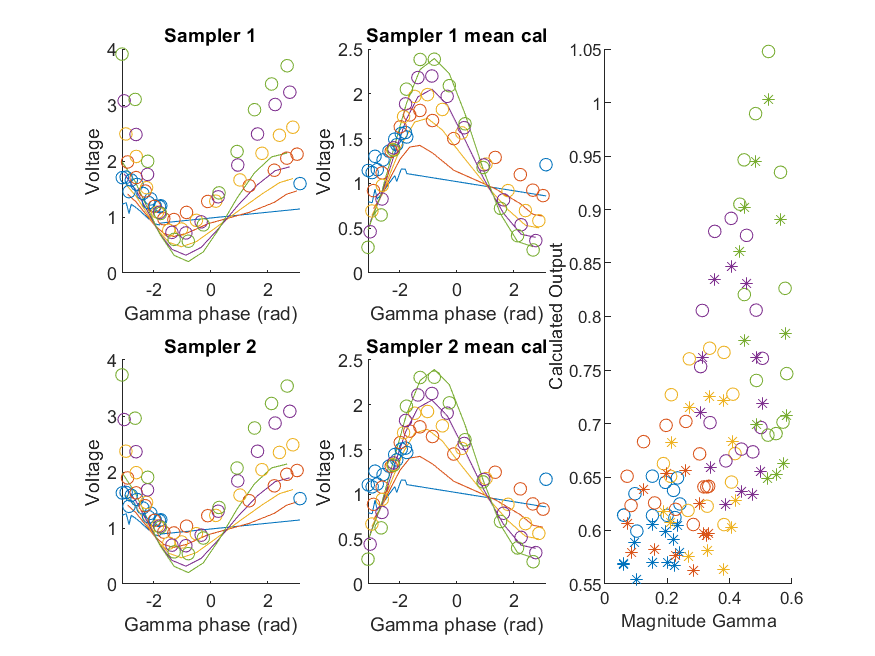 Sampler 1
4
3
2
1
0
Voltage
-2 0 2
Gamma phase (rad)
Sampler 1 mean cal
2.5
2
1.5
1
0.5
0
Voltage
-2 0 2
Gamma phase (rad)
Sampler 2
4
3
2
1
0
Voltage
-2 0 2
Gamma phase (rad)
Sampler 2 mean cal
2.5
2
1.5
1
0.5
0
Voltage
-2 0 2
Gamma phase (rad)
1.05
1
0.95
0.9
0.85
0.8
0.75
0.7
0.65
0.6
0.55
Calculated Output
0 0.2 0.4 0.6
Magnitude Gamma